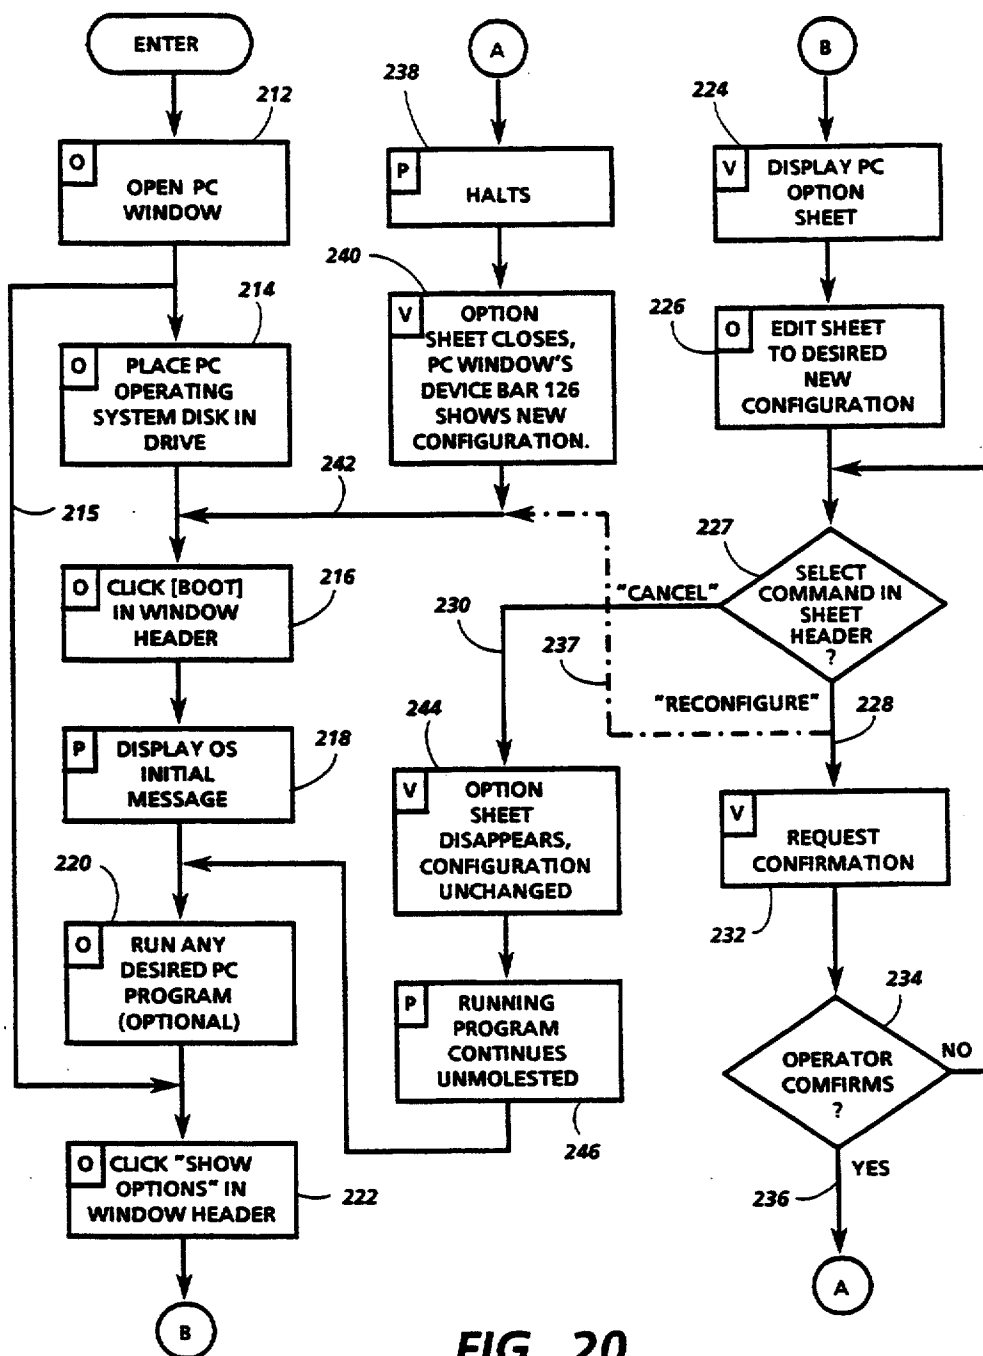 ENTER
212
O
OPEN PC
WINDOW
214
O
PLACE PC
OPERATING
SYSTEM DISK IN
DRIVE
215
O
CLICK [BOOT]
IN WINDOW
HEADER
216
P
DISPLAY OS
INITIAL
MESSAGE
218
220
O
RUN ANY
DESIRED PC
PROGRAM
(OPTIONAL)
O
CLICK "SHOW
OPTIONS" IN
WINDOW HEADER
222
B
A
238
P
HALTS
240
V
OPTION
SHEET CLOSES,
PC WINDOW'S
DEVICE BAR 126
SHOWS NEW
CONFIGURATION.
242
230
237
244
V
OPTION
SHEET
DISAPPEARS,
CONFIGURATION
UNCHANGED
P
RUNNING
PROGRAM
CONTINUES
UNMOLESTED
246
B
224
V
DISPLAY PC
OPTION
SHEET
226
O
EDIT SHEET
TO DESIRED
NEW
CONFIGURATION
227
SELECT
COMMAND IN
SHEET
HEADER
?
"CANCEL"
"RECONFIGURE"
228
V
REQUEST
CONFIRMATION
232
234
OPERATOR
COMFIRMS
?
NO
YES
236
A
FIG. 20